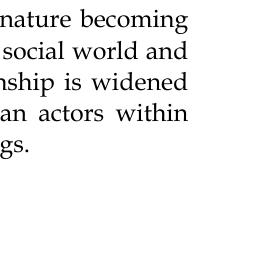 nature becoming
social world and
nship is widened
an actors within
gs.